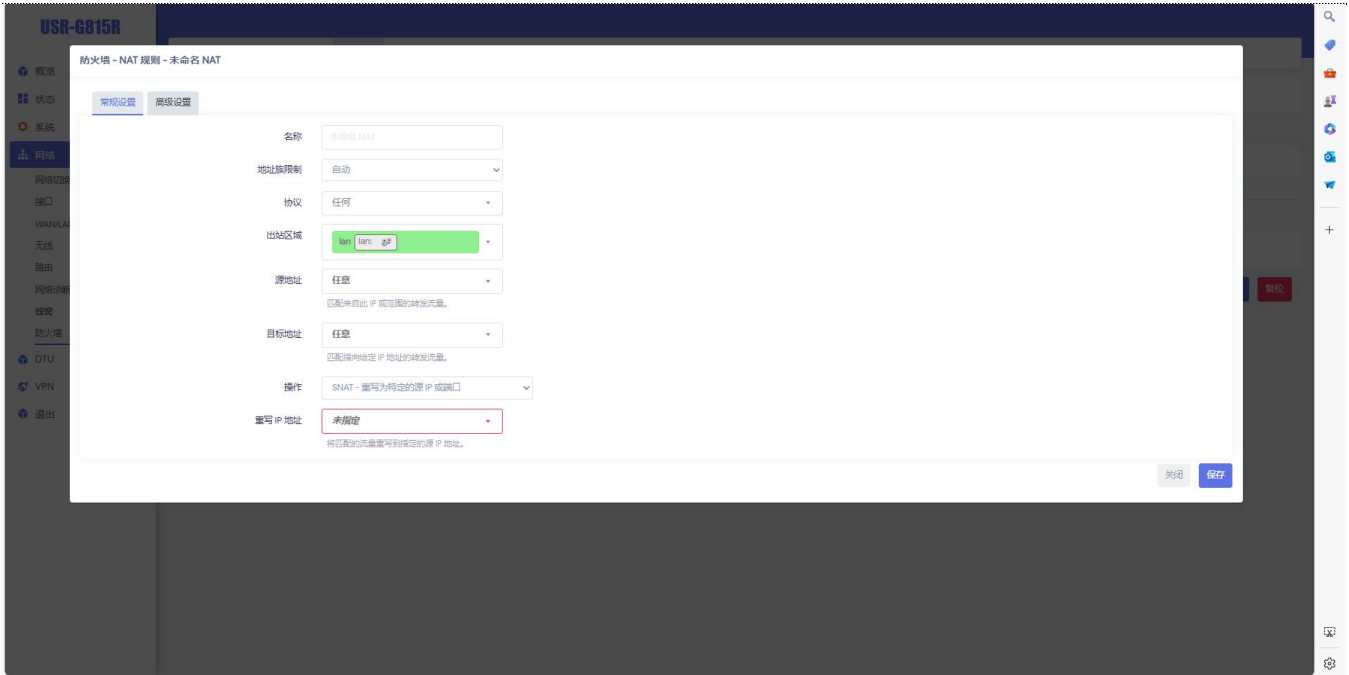 USR-G815R
防火墙 - NAT 规则 - 未命名 NAT
概览
状态
系统
网络
网络切换
接口
WAN/LA
无线
路由
网络诊断
蜂窝
防火墙
DTU
VPN
退出
常规设置 高级设置
名称 未命名 NAT
地址族限制 自动
协议 任何
出站区域 lan lan:
源地址 任意
匹配来自此 IP 或范围的转发流量。
目标地址 任意
匹配指向给定 IP 地址的转发流量。
操作 SNAT - 重写为特定的源 IP 或端口
重写 IP 地址 未指定
将匹配的流量重写到指定的源 IP 地址。
关闭 保存
复位